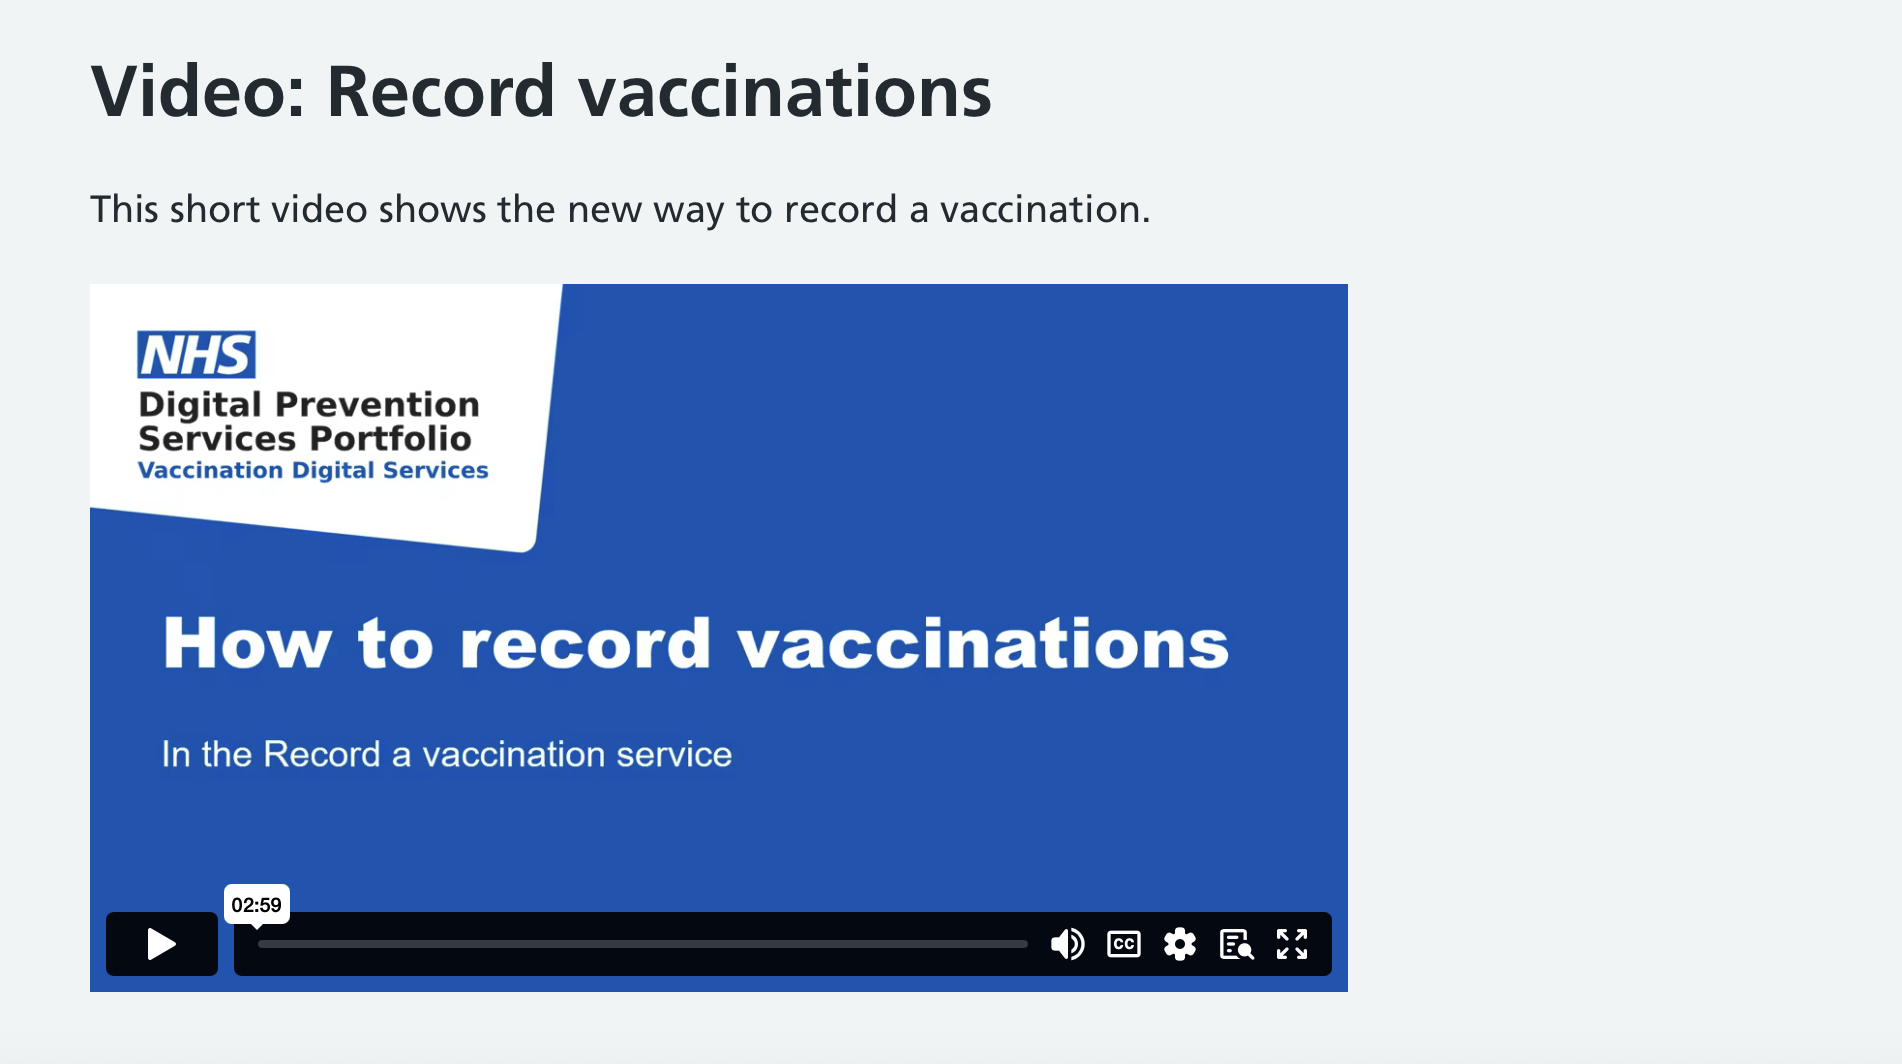 Video: Record vaccinations
This short video shows the new way to record a vaccination.
NHS
Digital Prevention
Services Portfolio
Vaccination Digital Services
How to record vaccinations
In the Record a vaccination service
02:59
CC